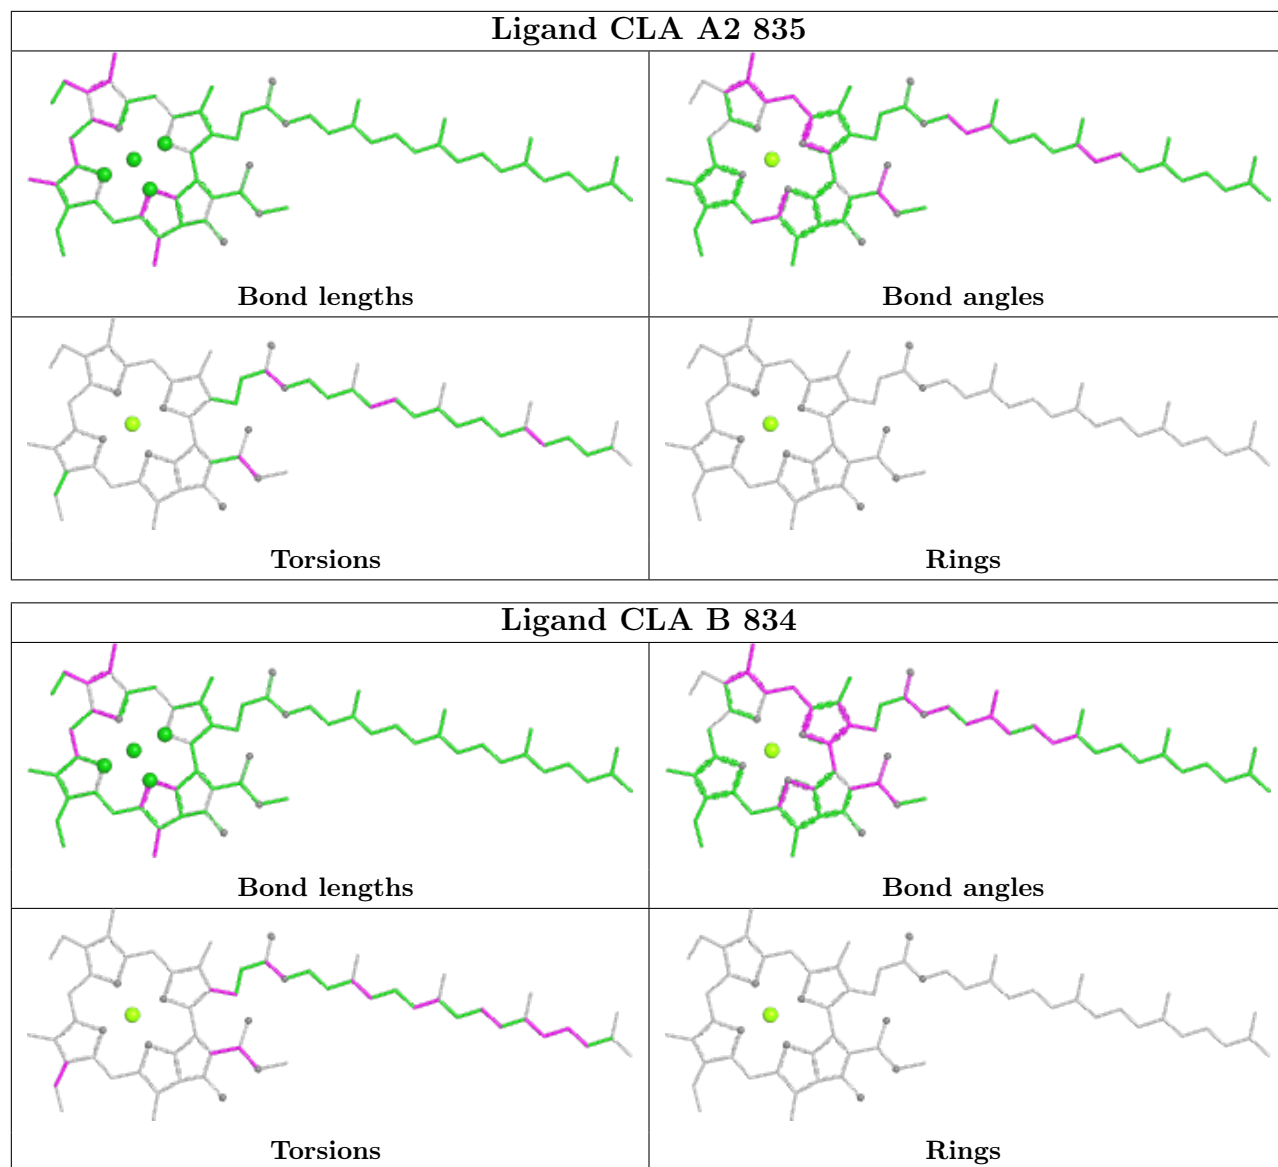 Ligand CLA A2 835
Bond lengths
Bond angles
Torsions
Rings
Ligand CLA B 834
Bond lengths
Bond angles
Torsions
Rings